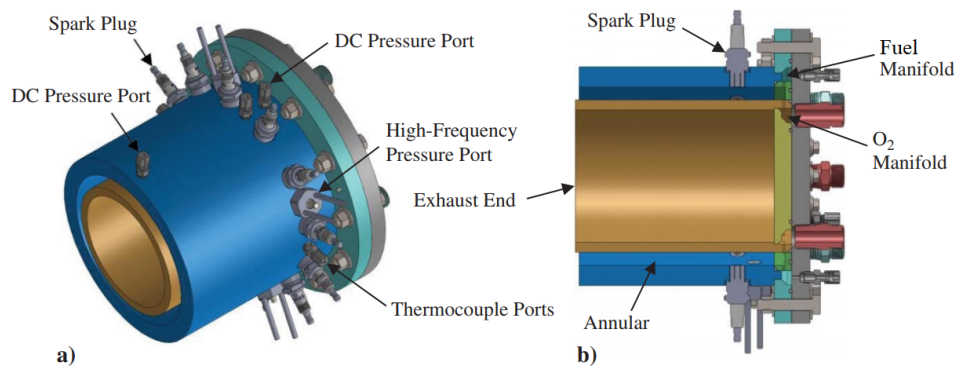 Spark Plug
DC Pressure Port
DC Pressure Port
High-Frequency
Pressure Port
Thermocouple Ports
a)
Spark Plug
Fuel
Manifold
O2
Manifold
Exhaust End
Annular
b)